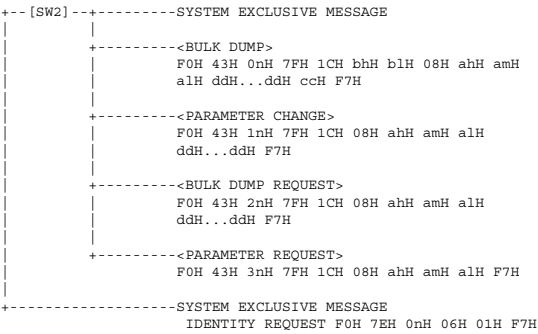 +--[SW2]--+---------SYSTEM EXCLUSIVE MESSAGE
|         |
|         +---------<BULK DUMP>
|         |         F0H 43H 0nH 7FH 1CH bhH blH 08H ahH amH
|         |         alH ddH...ddH ccH F7H
|         |
|         +---------<PARAMETER CHANGE>
|         |         F0H 43H 1nH 7FH 1CH 08H ahH amH alH
|         |         ddH...ddH F7H
|         |
|         +---------<BULK DUMP REQUEST>
|         |         F0H 43H 2nH 7FH 1CH 08H ahH amH alH
|         |         ddH...ddH F7H
|         |
|         +---------<PARAMETER REQUEST>
|                   F0H 43H 3nH 7FH 1CH 08H ahH amH alH F7H
|
+-------------------SYSTEM EXCLUSIVE MESSAGE
                     IDENTITY REQUEST F0H 7EH 0nH 06H 01H F7H